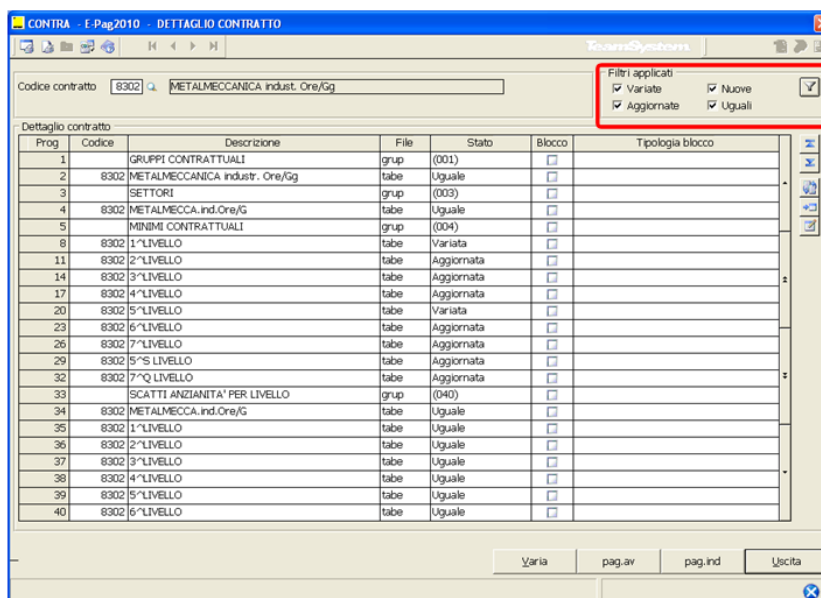 CONTRA - E-Pag2010 - DETTAGLIO CONTRATTO
TeamSystem
Codice contratto 8302 METALMECCANICA indust. Ore/Gg
Filtri applicati
Variate Nuove
Aggiornate Uguali
Dettaglio contratto
Prog Codice Descrizione File Stato Blocco Tipologia blocco
1 GRUPPI CONTRATTUALI grup (001)
2 8302 METALMECCANICA industr. Ore/Gg tabe Uguale
3 SETTORI grup (003)
4 8302 METALMECCA.ind.Ore/G tabe Uguale
5 MINIMI CONTRATTUALI grup (004)
8 8302 1^LIVELLO tabe Variata
11 8302 2^LIVELLO tabe Aggiornata
14 8302 3^LIVELLO tabe Aggiornata
17 8302 4^LIVELLO tabe Aggiornata
20 8302 5^LIVELLO tabe Variata
23 8302 6^LIVELLO tabe Aggiornata
26 8302 7^LIVELLO tabe Aggiornata
29 8302 5^S LIVELLO tabe Aggiornata
32 8302 7^Q LIVELLO tabe Aggiornata
33 SCATTI ANZIANITA' PER LIVELLO grup (040)
34 8302 METALMECCA.ind.Ore/G tabe Uguale
35 8302 1^LIVELLO tabe Uguale
36 8302 2^LIVELLO tabe Uguale
37 8302 3^LIVELLO tabe Uguale
38 8302 4^LIVELLO tabe Uguale
39 8302 5^LIVELLO tabe Uguale
40 8302 6^LIVELLO tabe Uguale
Varia pag.av pag.ind Uscita